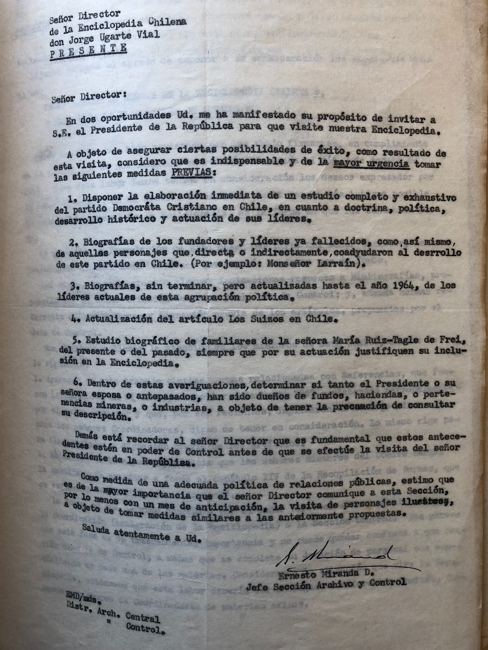 Señor Director
de la Enciclopedia Chilena
don Jorge Ugarte Vial
P R E S E N T E
Señor Director:
En dos oportunidades Ud. me ha manifestado su propósito de invitar a
S.E. el Presidente de la República para que visite nuestra Enciclopedia.
A objeto de asegurar ciertas posibilidades de éxito, como resultado de
esta visita, considero que es indispensable y de la mayor urgencia tomar
las siguientes medidas PREVIAS:
1. Disponer la elaboración inmediata de un estudio completo y exhaustivo
del partido Demócrata Cristiano en Chile, en cuanto a doctrina, política,
desarrollo histórico y actuación de sus líderes.
2. Biografías de los fundadores y líderes ya fallecidos, como así mismo,
de aquellas personajes que directa o indirectamente, coadyudaron al desrrollo
de este partido en Chile. (Por ejemplo: Monseñor Larraín).
3. Biografías, sin terminar, pero actualizadas hasta el año 1964, de los
líderes actuales de esta agrupación política.
4. Actualización del artículo Los Suizos en Chile.
5. Estudio biográfico de familiares de la señora María Ruiz-Tagle de Frei,
del presente o del pasado, siempre que por su actuación justifiquen su inclu-
sión en la Enciclopedia.
6. Dentro de estas averiguaciones, determinar si tanto el Presidente o su
señora esposa o antepasados, han sido dueños de fundos, haciendas, o perte-
nencias mineras, o industrias, a objeto de tener la precaución de consultar
su descripción.
Demás está recordar al señor Director que es fundamental que estos antece-
dentes estén en poder de Control antes de que se efectúe la visita del señor
Presidente de la República.
Como medida de una adecuada política de relaciones públicas, estimo que
es de la mayor importancia que el señor Director comunique a esta Sección,
por lo menos con un mes de anticipación, la visita de personajes ilustres,
a objeto de tomar medidas similares a las anteriormente propuestas.
Saluda atentamente a Ud.
Ernesto Miranda D.
Jefe Sección Archivo y Control
EMD/mds.
Distr. Arch. Central
" Control.